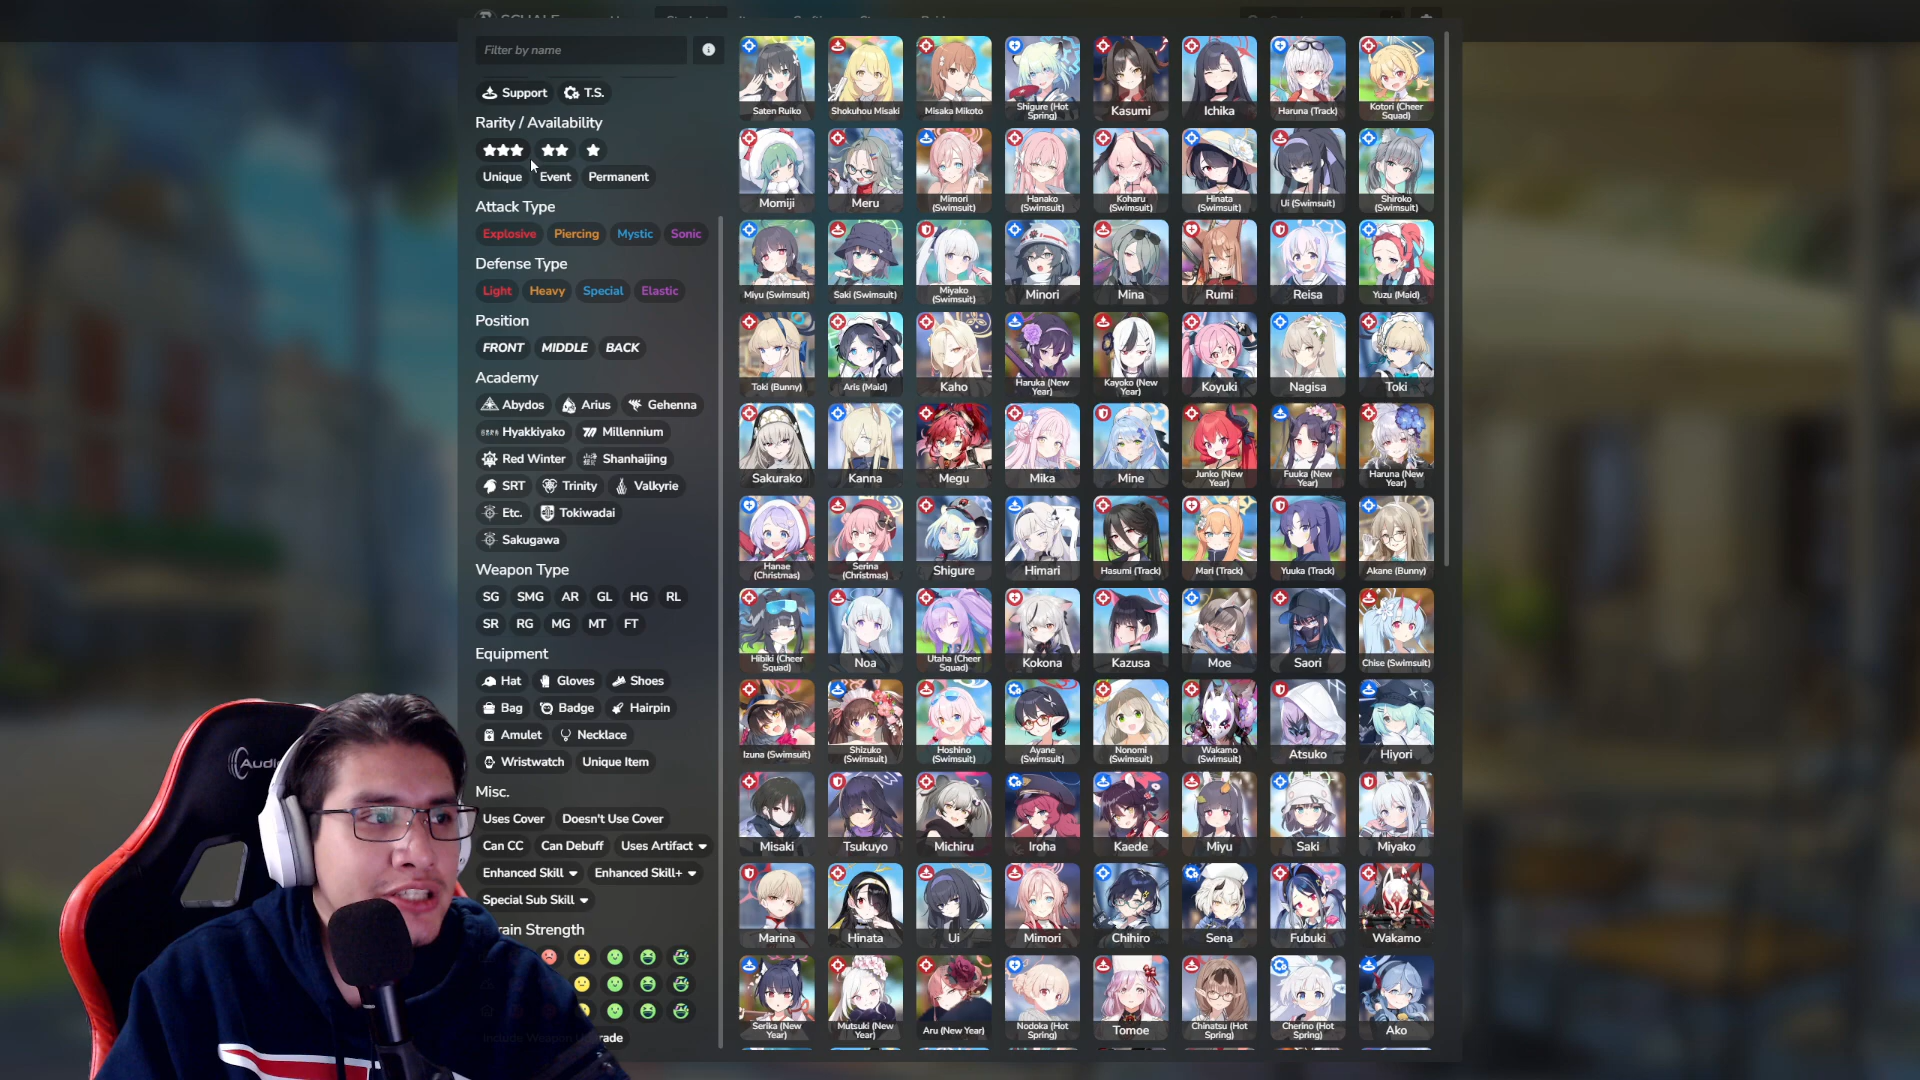 Filter by name
Support T.S.
Rarity / Availability
Unique Event Permanent
Attack Type
Explosive Piercing Mystic Sonic
Defense Type
Light Heavy Special Elastic
Position
FRONT MIDDLE BACK
Academy
Abydos Arius Gehenna
Hyakkiyako Millennium
Red Winter Shanhaijing
SRT Trinity Valkyrie
Etc. Tokiwadai
Sakugawa
Weapon Type
SG SMG AR GL HG RL
SR RG MG MT FT
Equipment
Hat Gloves Shoes
Bag Badge Hairpin
Amulet Necklace
Wristwatch Unique Item
Misc.
Uses Cover Doesn't Use Cover
Can CC Can Debuff Uses Artifact
Enhanced Skill Enhanced Skill+
Special Sub Skill
rain Strength
Saten Ruiko Shokuhou Misaki Misaka Mikoto Shigure (Hot Spring) Kasumi Ichika Haruna (Track) Kotori (Cheer Squad)
Momiji Meru Mimori (Swimsuit) Hanako (Swimsuit) Koharu (Swimsuit) Hinata (Swimsuit) Ui (Swimsuit) Shiroko (Swimsuit)
Miyu (Swimsuit) Saki (Swimsuit) Miyako (Swimsuit) Minori Mina Rumi Reisa Yuzu (Maid)
Toki (Bunny) Aris (Maid) Kaho Haruka (New Year) Kayoko (New Year) Koyuki Nagisa Toki
Sakurako Kanna Megu Mika Mine Junko (New Year) Fuuka (New Year) Haruna (New Year)
Hanae (Christmas) Serina (Christmas) Shigure Himari Hasumi (Track) Mari (Track) Yuuka (Track) Akane (Bunny)
Hibiki (Cheer Squad) Noa Utaha (Cheer Squad) Kokona Kazusa Moe Saori Chise (Swimsuit)
Izuna (Swimsuit) Shizuko (Swimsuit) Hoshino (Swimsuit) Ayane (Swimsuit) Nonomi (Swimsuit) Wakamo (Swimsuit) Atsuko Hiyori
Misaki Tsukuyo Michiru Iroha Kaede Miyu Saki Miyako
Marina Hinata Ui Mimori Chihiro Sena Fubuki Wakamo
Serika (New Year) Mutsuki (New Year) Aru (New Year) Nodoka (Hot Spring) Tomoe Chinatsu (Hot Spring) Cherino (Hot Spring) Ako